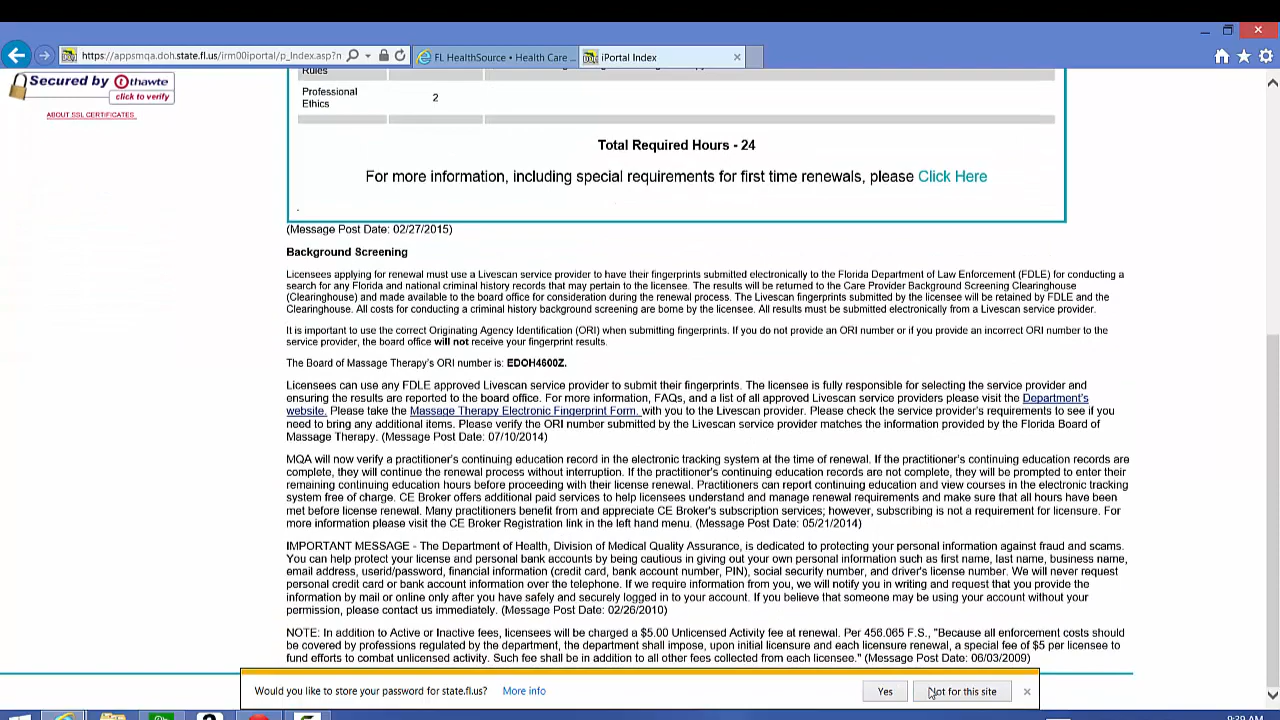 https://appsmqa.doh.state.fl.us/irm00iportal/p_Index.asp?n
FL HealthSource • Health Care ...
iPortal Index
Secured by thawte
click to verify
ABOUT SSL CERTIFICATES
Rules
Professional
Ethics
2
Total Required Hours - 24
For more information, including special requirements for first time renewals, please Click Here
.
(Message Post Date: 02/27/2015)
Background Screening
Licensees applying for renewal must use a Livescan service provider to have their fingerprints submitted electronically to the Florida Department of Law Enforcement (FDLE) for conducting a
search for any Florida and national criminal history records that may pertain to the licensee. The results will be returned to the Care Provider Background Screening Clearinghouse
(Clearinghouse) and made available to the board office for consideration during the renewal process. The Livescan fingerprints submitted by the licensee will be retained by FDLE and the
Clearinghouse. All costs for conducting a criminal history background screening are borne by the licensee. All results must be submitted electronically from a Livescan service provider.
It is important to use the correct Originating Agency Identification (ORI) when submitting fingerprints. If you do not provide an ORI number or if you provide an incorrect ORI number to the
service provider, the board office will not receive your fingerprint results.
The Board of Massage Therapy's ORI number is: EDOH4600Z.
Licensees can use any FDLE approved Livescan service provider to submit their fingerprints. The licensee is fully responsible for selecting the service provider and
ensuring the results are reported to the board office. For more information, FAQs, and a list of all approved Livescan service providers please visit the Department's
website. Please take the Massage Therapy Electronic Fingerprint Form. with you to the Livescan provider. Please check the service provider's requirements to see if you
need to bring any additional items. Please verify the ORI number submitted by the Livescan service provider matches the information provided by the Florida Board of
Massage Therapy. (Message Post Date: 07/10/2014)
MQA will now verify a practitioner's continuing education record in the electronic tracking system at the time of renewal. If the practitioner's continuing education records are
complete, they will continue the renewal process without interruption. If the practitioner's continuing education records are not complete, they will be prompted to enter their
remaining continuing education hours before proceeding with their license renewal. Practitioners can report continuing education and view courses in the electronic tracking
system free of charge. CE Broker offers additional paid services to help licensees understand and manage renewal requirements and make sure that all hours have been
met before license renewal. Many practitioners benefit from and appreciate CE Broker's subscription services; however, subscribing is not a requirement for licensure. For
more information please visit the CE Broker Registration link in the left hand menu. (Message Post Date: 05/21/2014)
IMPORTANT MESSAGE - The Department of Health, Division of Medical Quality Assurance, is dedicated to protecting your personal information against fraud and scams.
You can help protect your license and personal bank accounts by being cautious in giving out your own personal information such as first name, last name, business name,
email address, userid/password, financial information (credit card, bank account number, PIN), social security number, and driver's license number. We will never request
personal credit card or bank account information over the telephone. If we require information from you, we will notify you in writing and request that you provide the
information by mail or online only after you have safely and securely logged in to your account. If you believe that someone may be using your account without your
permission, please contact us immediately. (Message Post Date: 02/26/2010)
NOTE: In addition to Active or Inactive fees, licensees will be charged a $5.00 Unlicensed Activity fee at renewal. Per 456.065 F.S., "Because all enforcement costs should
be covered by professions regulated by the department, the department shall impose, upon initial licensure and each licensure renewal, a special fee of $5 per licensee to
fund efforts to combat unlicensed activity. Such fee shall be in addition to all other fees collected from each licensee." (Message Post Date: 06/03/2009)
Would you like to store your password for state.fl.us? More info
Yes
Not for this site
9:39 AM